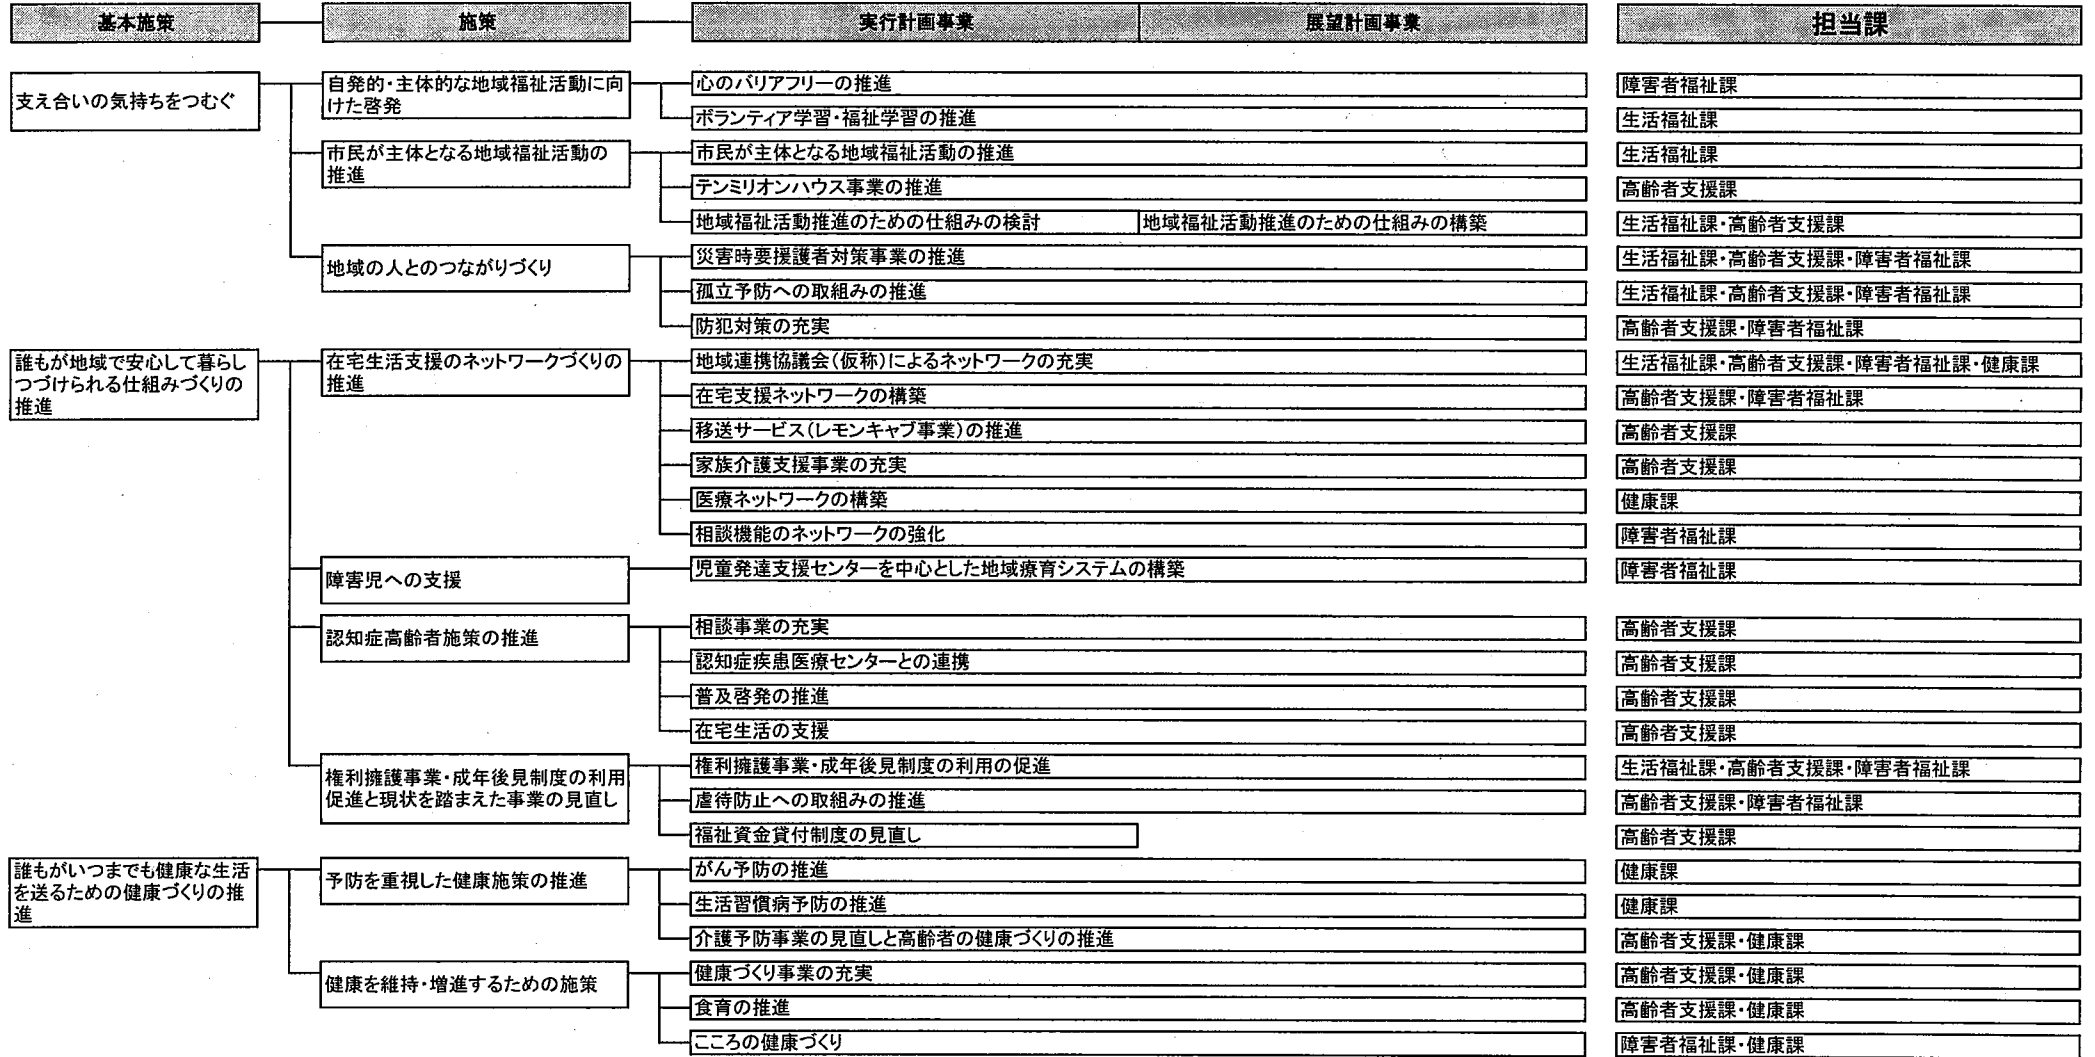 基本施策 施策 実行計画事業 展望計画事業 担当課
支え合いの気持ちをつむぐ
自発的・主体的な地域福祉活動に向
けた啓発
心のバリアフリーの推進 障害者福祉課
ボランティア学習・福祉学習の推進 生活福祉課
市民が主体となる地域福祉活動の
推進
市民が主体となる地域福祉活動の推進 生活福祉課
テンミリオンハウス事業の推進 高齢者支援課
地域福祉活動推進のための仕組みの検討 地域福祉活動推進のための仕組みの構築 生活福祉課・高齢者支援課
地域の人とのつながりづくり
災害時要援護者対策事業の推進 生活福祉課・高齢者支援課・障害者福祉課
孤立予防への取組みの推進 生活福祉課・高齢者支援課・障害者福祉課
防犯対策の充実 高齢者支援課・障害者福祉課
誰もが地域で安心して暮らし
つづけられる仕組みづくりの
推進
在宅生活支援のネットワークづくりの
推進
地域連携協議会(仮称)によるネットワークの充実 生活福祉課・高齢者支援課・障害者福祉課・健康課
在宅支援ネットワークの構築 高齢者支援課・障害者福祉課
移送サービス(レモンキャブ事業)の推進 高齢者支援課
家族介護支援事業の充実 高齢者支援課
医療ネットワークの構築 健康課
相談機能のネットワークの強化 障害者福祉課
障害児への支援
児童発達支援センターを中心とした地域療育システムの構築 障害者福祉課
認知症高齢者施策の推進
相談事業の充実 高齢者支援課
認知症疾患医療センターとの連携 高齢者支援課
普及啓発の推進 高齢者支援課
在宅生活の支援 高齢者支援課
権利擁護事業・成年後見制度の利用
促進と現状を踏まえた事業の見直し
権利擁護事業・成年後見制度の利用の促進 生活福祉課・高齢者支援課・障害者福祉課
虐待防止への取組みの推進 高齢者支援課・障害者福祉課
福祉資金貸付制度の見直し 高齢者支援課
誰もがいつまでも健康な生活
を送るための健康づくりの推
進
予防を重視した健康施策の推進
がん予防の推進 健康課
生活習慣病予防の推進 健康課
介護予防事業の見直しと高齢者の健康づくりの推進 高齢者支援課・健康課
健康を維持・増進するための施策
健康づくり事業の充実 高齢者支援課・健康課
食育の推進 高齢者支援課・健康課
こころの健康づくり 障害者福祉課・健康課